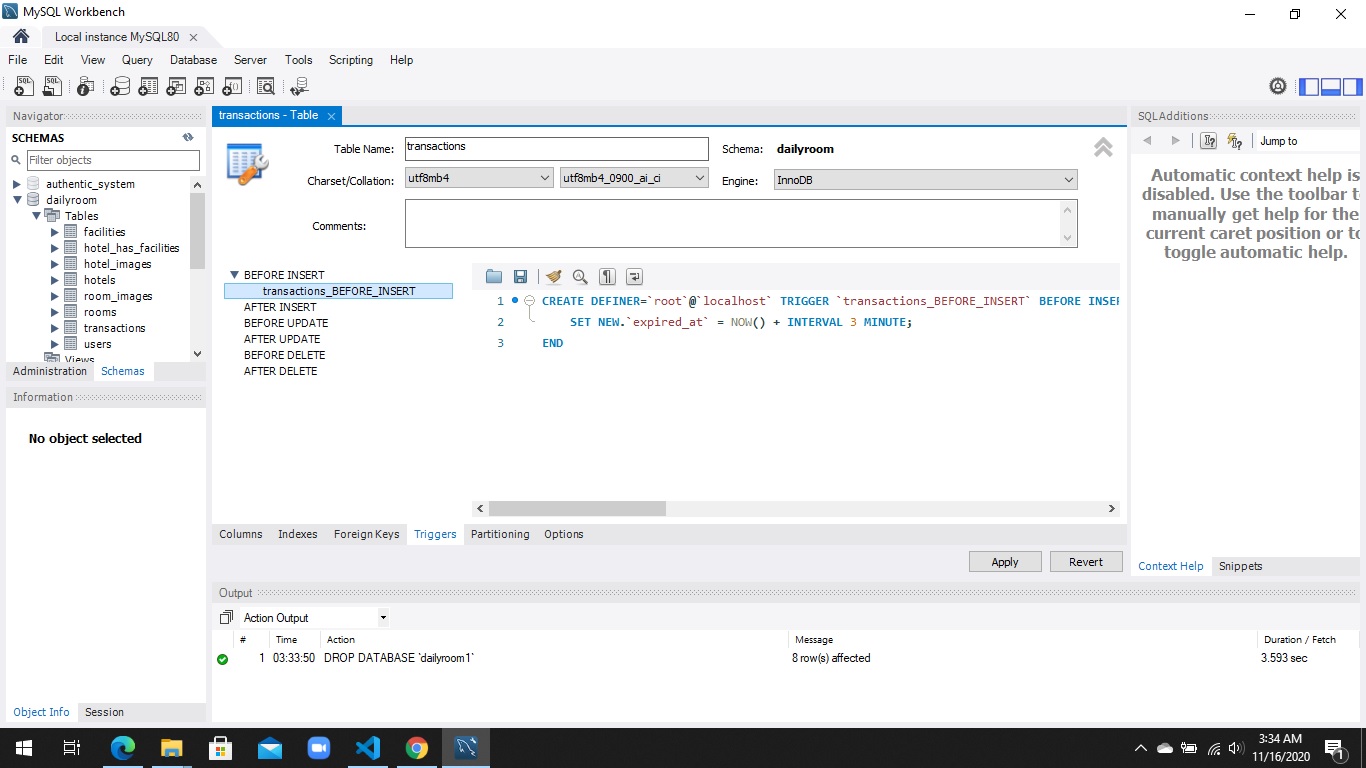 MySQL Workbench
Local instance MySQL80
File Edit View Query Database Server Tools Scripting Help
Navigator
SCHEMAS
Filter objects
authentic_system
dailyroom
Tables
facilities
hotel_has_facilities
hotel_images
hotels
room_images
rooms
transactions
users
Views
Administration Schemas
Information
No object selected
Object Info Session
transactions - Table
Table Name: transactions Schema: dailyroom
Charset/Collation: utf8mb4 utf8mb4_0900_ai_ci Engine: InnoDB
Comments:
BEFORE INSERT
transactions_BEFORE_INSERT
AFTER INSERT
BEFORE UPDATE
AFTER UPDATE
BEFORE DELETE
AFTER DELETE
1 CREATE DEFINER=`root`@`localhost` TRIGGER `transactions_BEFORE_INSERT` BEFORE INSER
2 SET NEW.`expired_at` = NOW() + INTERVAL 3 MINUTE;
3 END
Columns Indexes Foreign Keys Triggers Partitioning Options
Apply Revert
SQLAdditions
Jump to
Automatic context help is
disabled. Use the toolbar t
manually get help for the
current caret position or to
toggle automatic help.
Context Help Snippets
Output
Action Output
# Time Action Message Duration / Fetch
1 03:33:50 DROP DATABASE `dailyroom1` 8 row(s) affected 3.593 sec
3:34 AM
11/16/2020
1